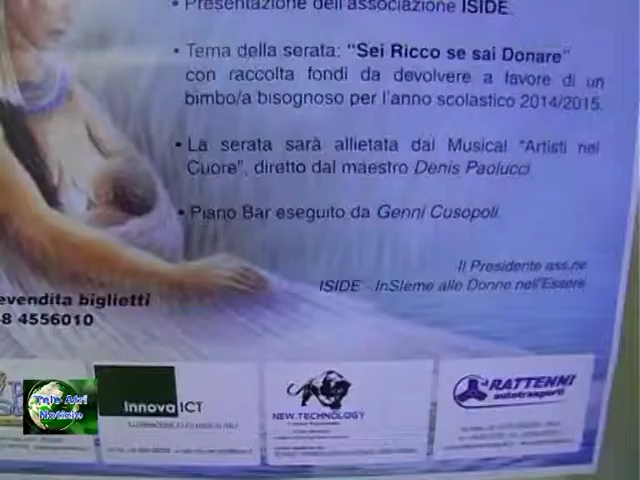 • Presentazione dell'associazione ISIDE.
• Tema della serata: "Sei Ricco se sai Donare"
con raccolta fondi da devolvere a favore di un
bimbo/a bisognoso per l'anno scolastico 2014/2015.
• La serata sarà allietata dal Musical "Artisti nel
Cuore", diretto dal maestro Denis Paolucci
• Piano Bar eseguito da Genni Cusopoli.
Il Presidente ass.ne
ISIDE - InSIeme alle Donne nell'Essere
evendita biglietti
8 4556010
Tele Atri
Notizie
Innova ICT
NEW.TECHNOLOGY
RATTENNI
autotrasporti